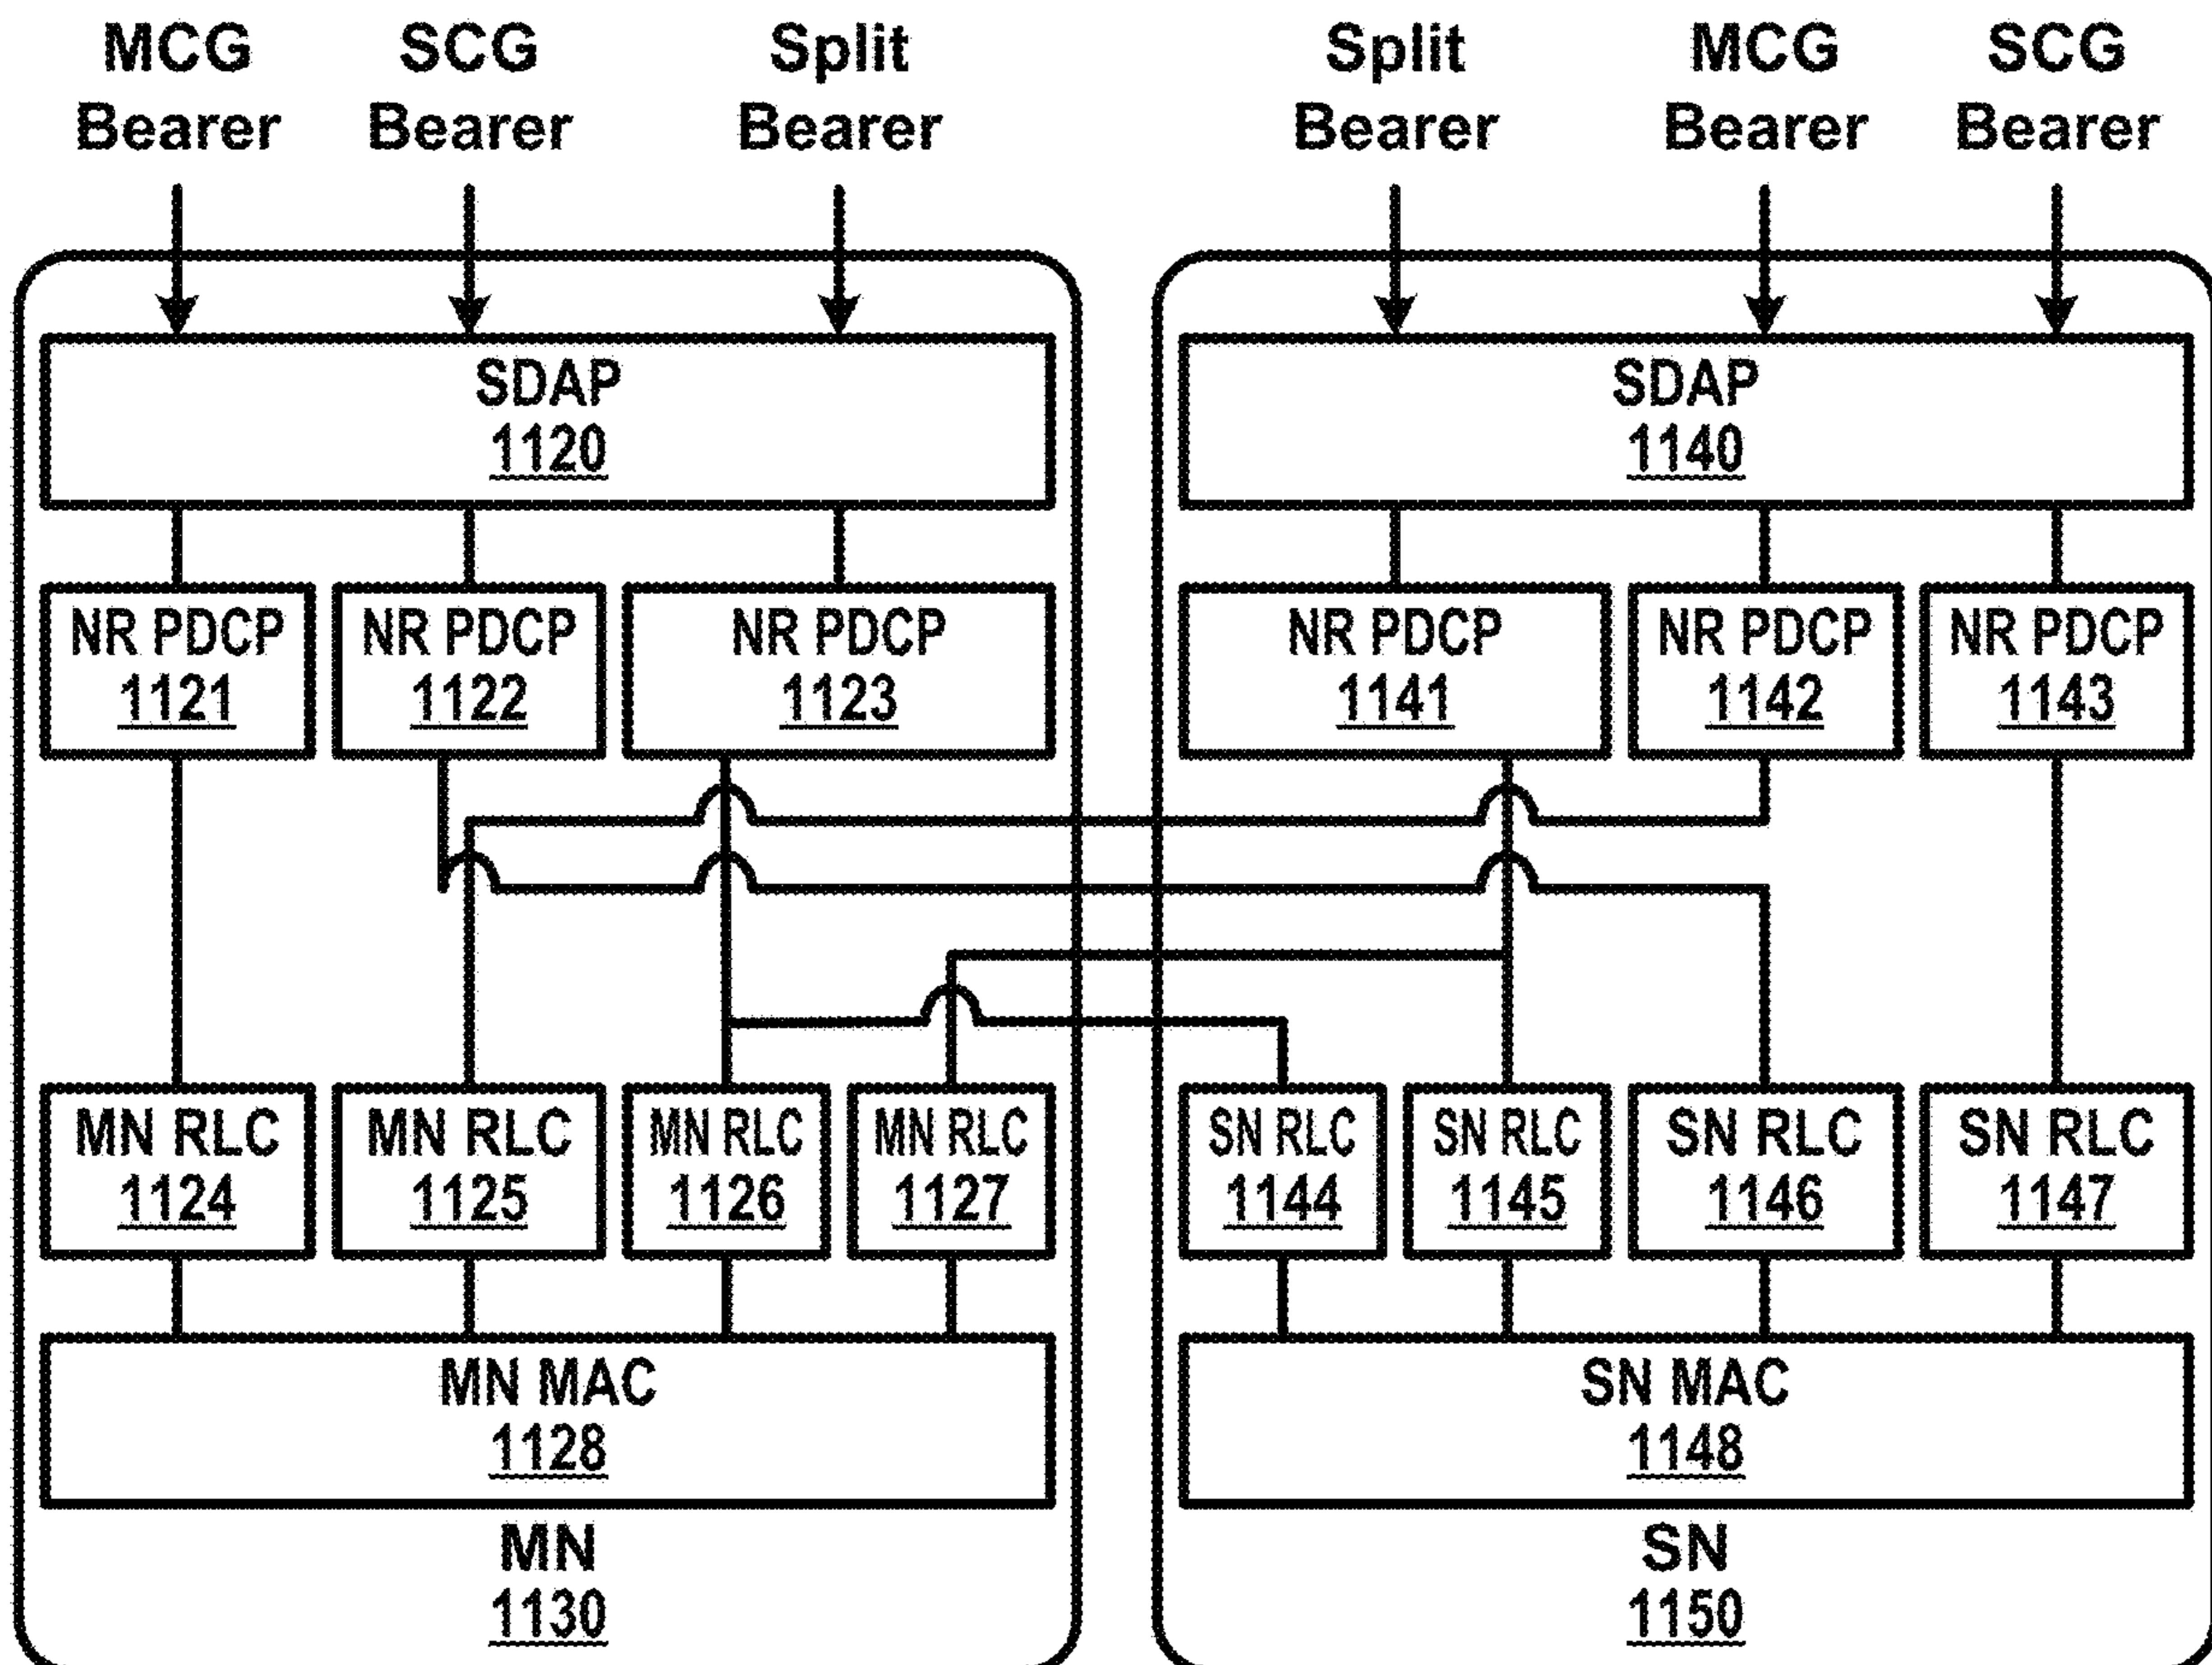 MCG
Bearer
SCG
Bearer
Split
Bearer
Split
Bearer
MCG
Bearer
SCG
Bearer
SDAP
1120
SDAP
1140
NR PDCP
1121
NR PDCP
1122
NR PDCP
1123
NR PDCP
1141
NR PDCP
1142
NR PDCP
1143
MN RLC
1124
MN RLC
1125
MN RLC
1126
MN RLC
1127
SN RLC
1144
SN RLC
1145
SN RLC
1146
SN RLC
1147
MN MAC
1128
SN MAC
1148
MN
1130
SN
1150